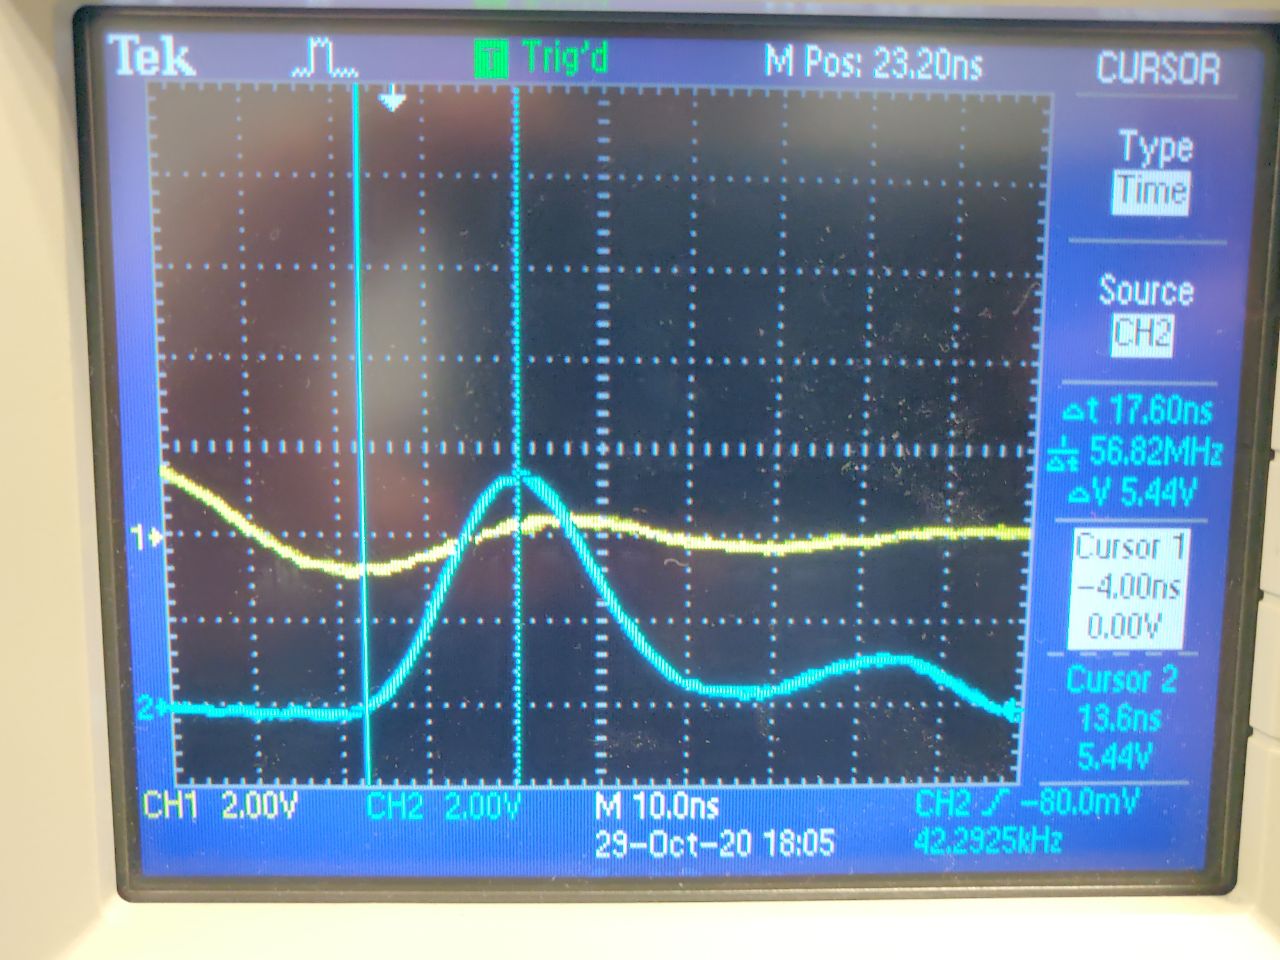 Tek
T Trig'd
M Pos: 23.20ns
CURSOR
Type
Time
Source
CH2
Δt 17.60ns
1/Δt 56.82MHz
ΔV 5.44V
Cursor 1
-4.00ns
0.00V
Cursor 2
13.6ns
5.44V
1
2
CH1 2.00V
CH2 2.00V
M 10.0ns
CH2 -80.0mV
29-Oct-20 18:05
42.2925kHz